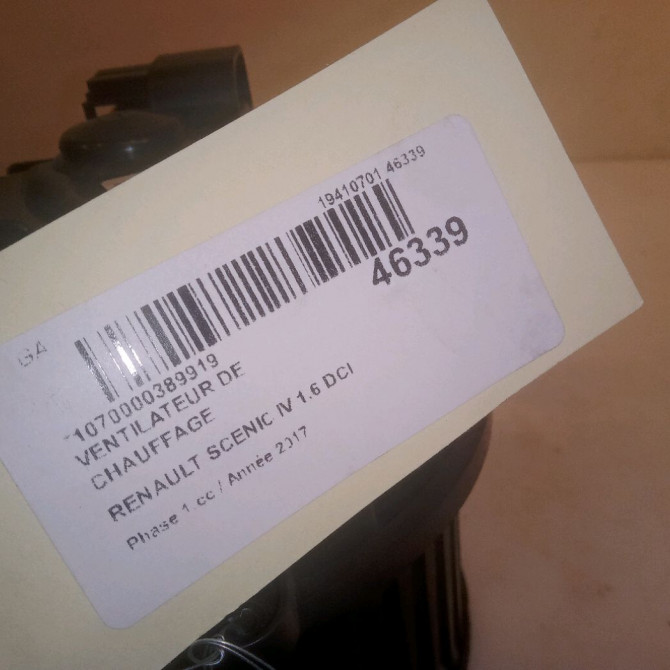 19410701 46339
46339
GA
1070000389919
VENTILATEUR DE
CHAUFFAGE
RENAULT SCENIC IV 1.6 DCI
Phase 1 cc / Année 2017